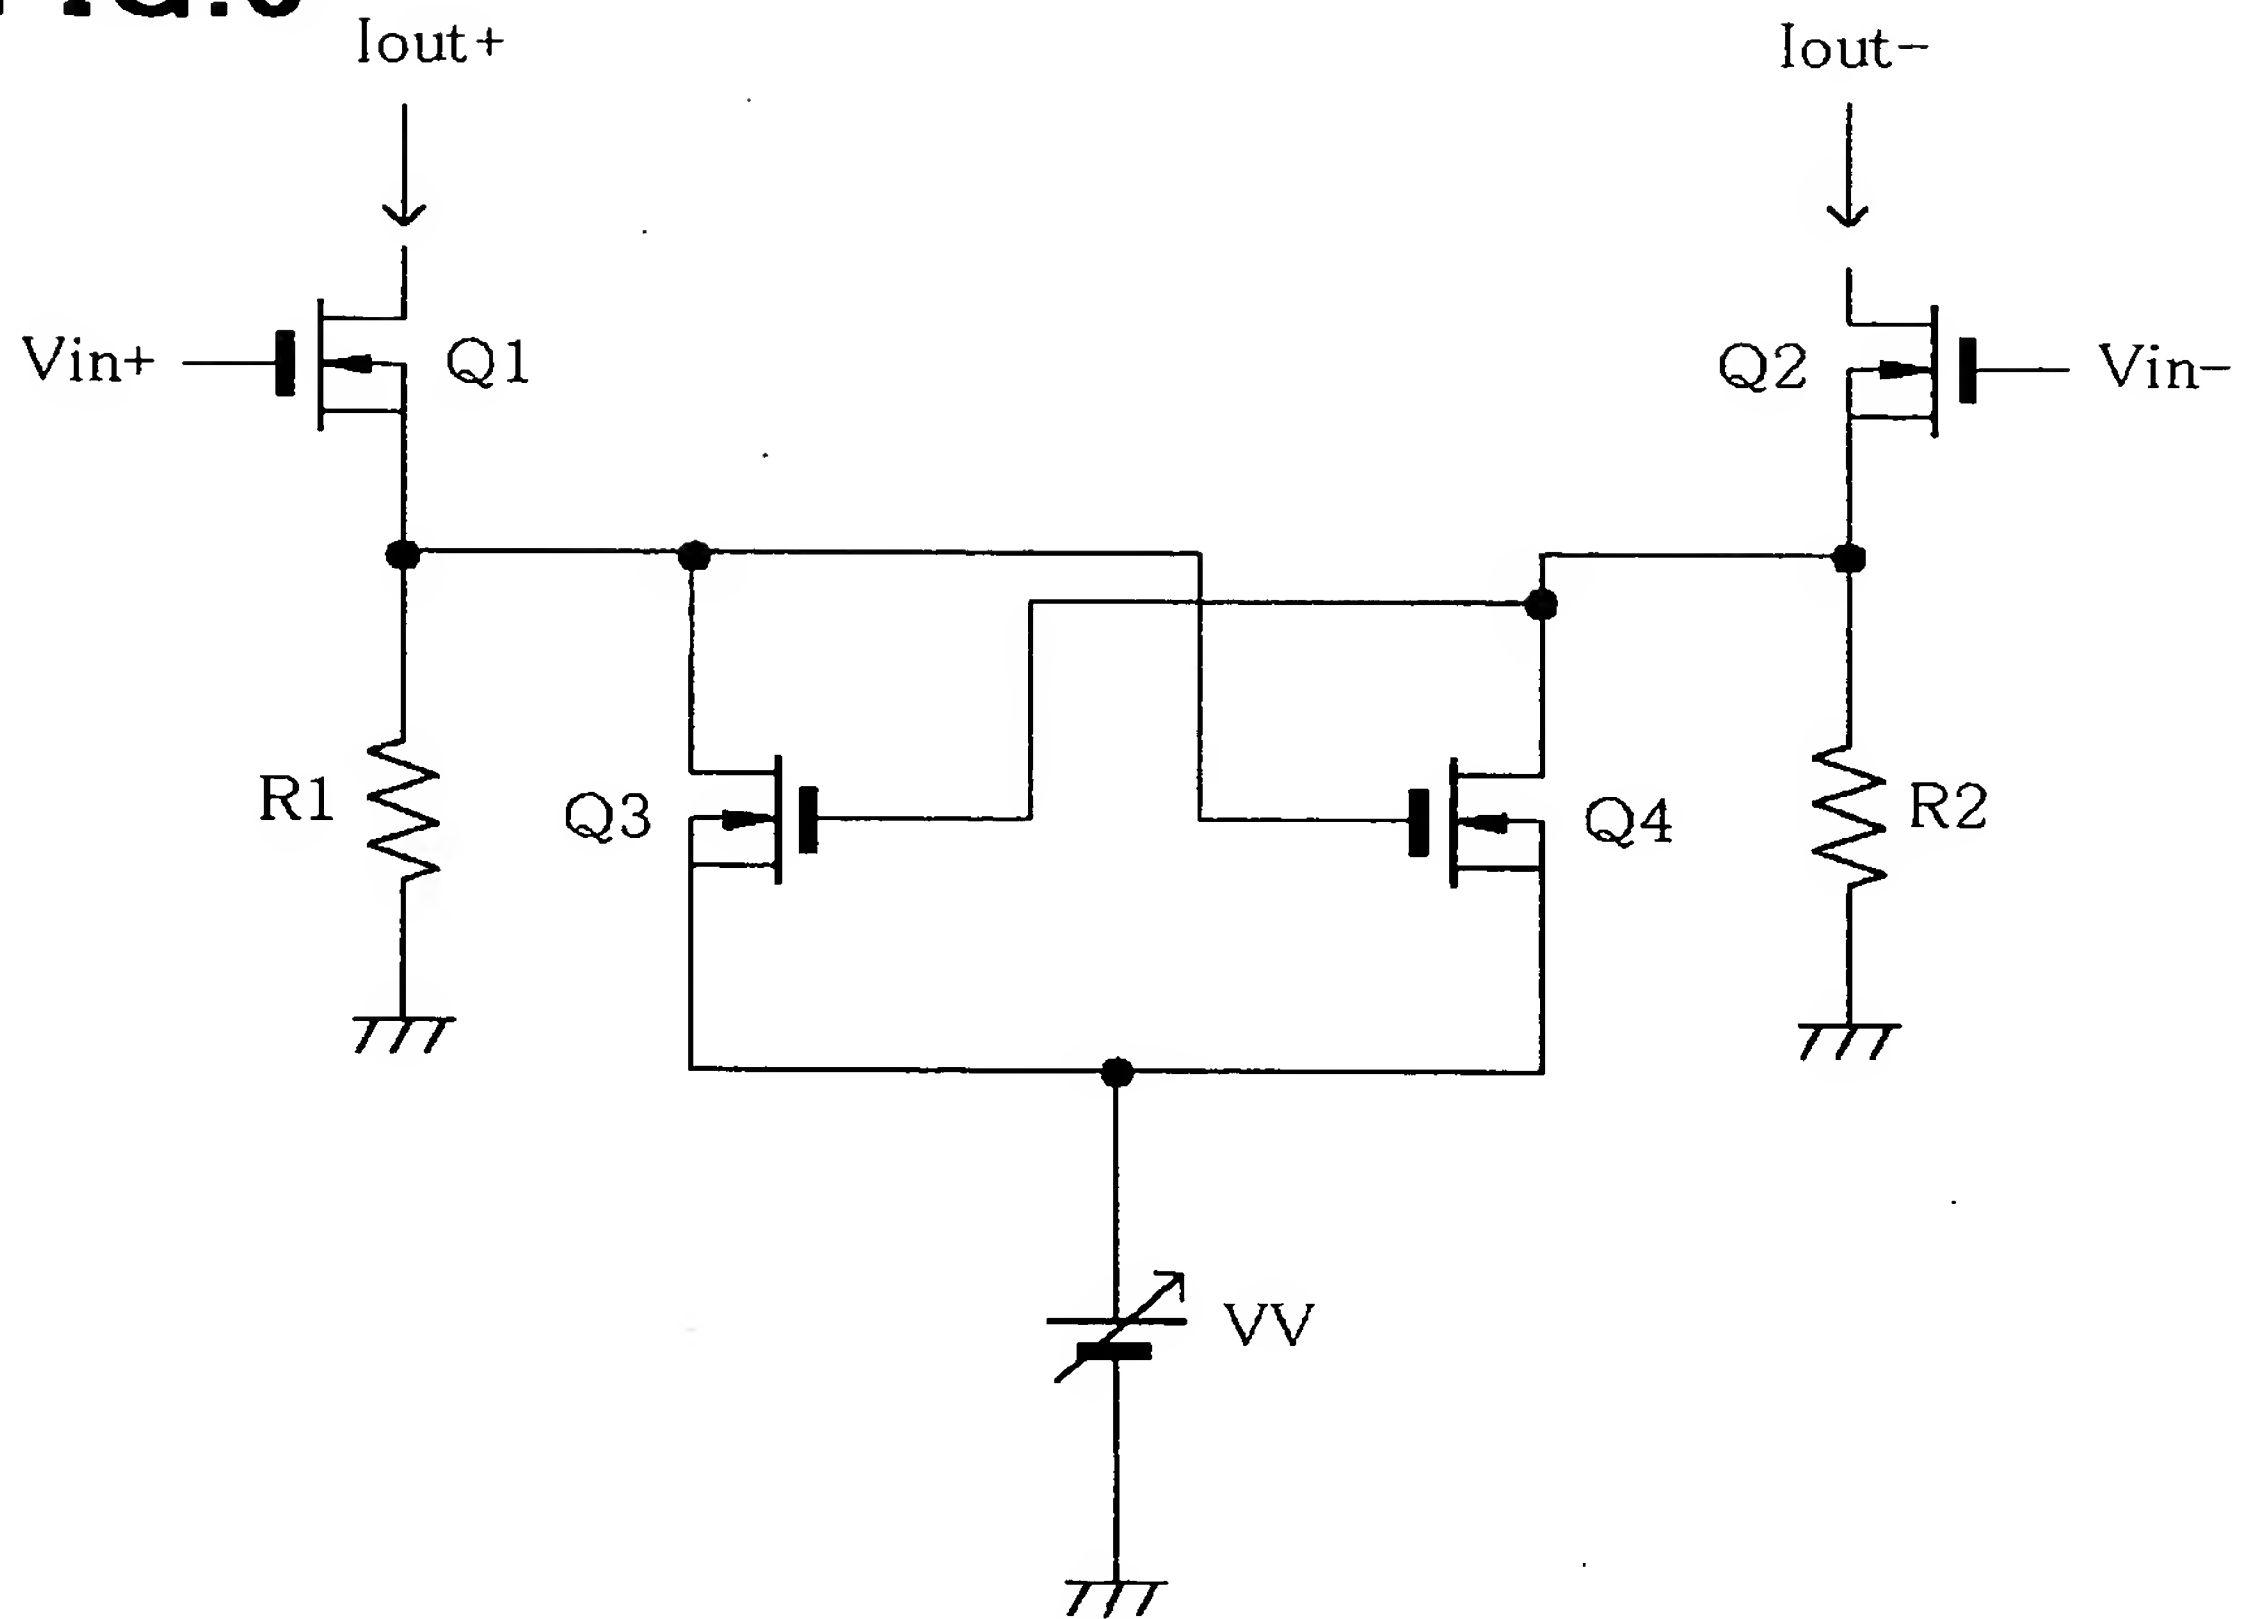 Iout+
Iout-
Vin+
Q1
Q2
Vin-
R1
Q3
Q4
R2
VV